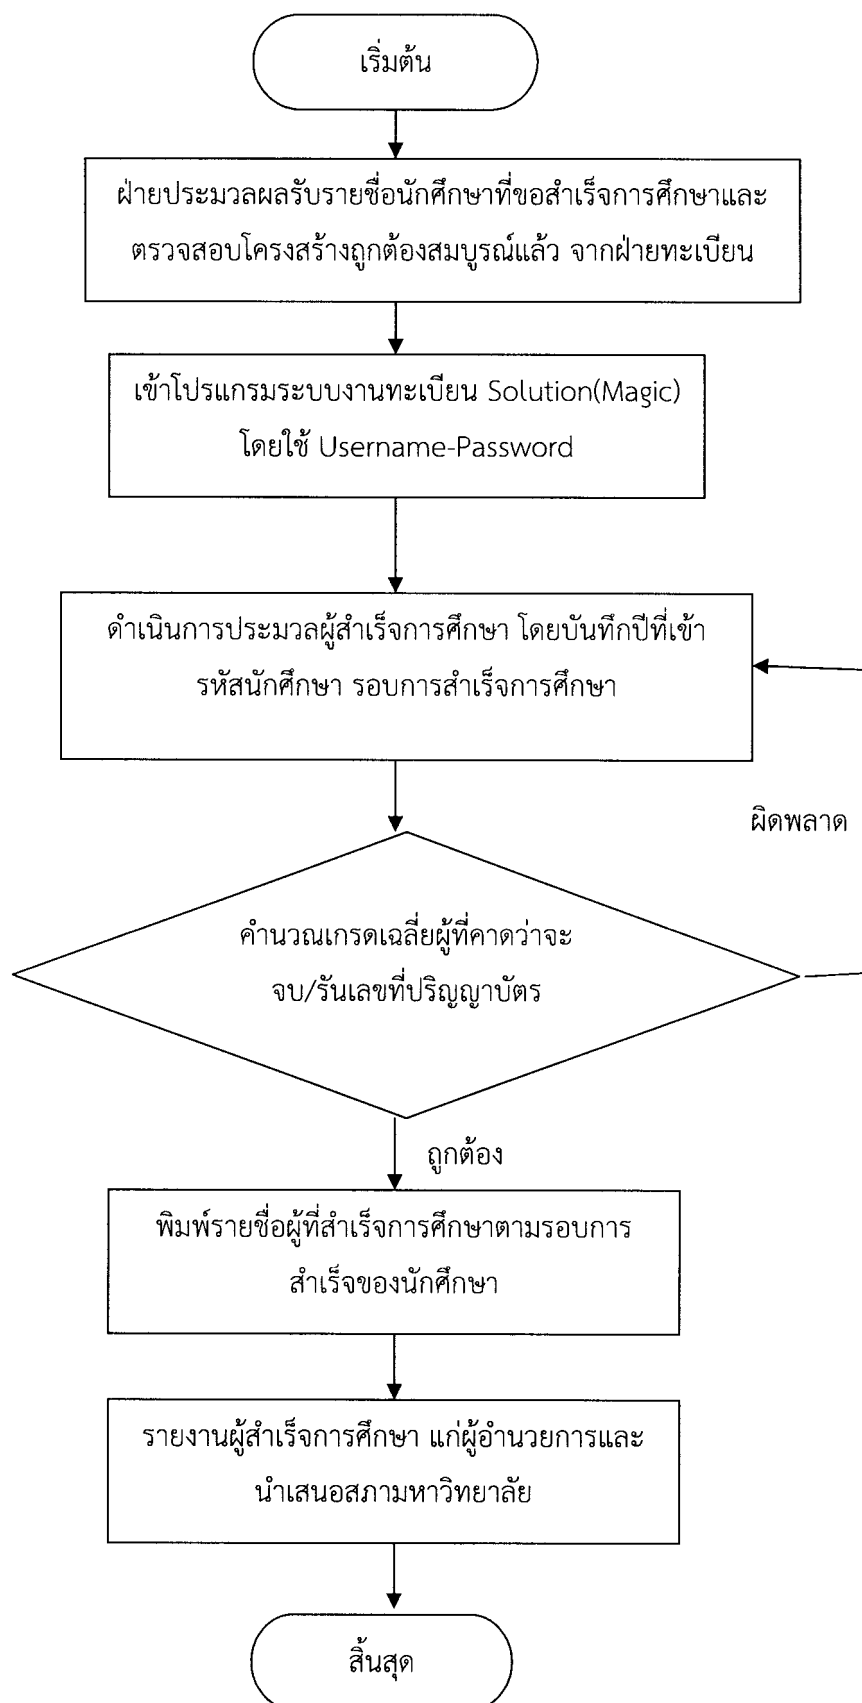 เริ่มต้น
ฝ่ายประมวลผลรับรายชื่อนักศึกษาที่ขอสำเร็จการศึกษาและ
ตรวจสอบโครงสร้างถูกต้องสมบูรณ์แล้ว จากฝ่ายทะเบียน
เข้าโปรแกรมระบบงานทะเบียน Solution(Magic)
โดยใช้ Username-Password
ดำเนินการประมวลผู้สำเร็จการศึกษา โดยบันทึกปีที่เข้า
รหัสนักศึกษา รอบการสำเร็จการศึกษา
ผิดพลาด
คำนวณเกรดเฉลี่ยผู้ที่คาดว่าจะ
จบ/รันเลขที่ปริญญาบัตร
ถูกต้อง
พิมพ์รายชื่อผู้ที่สำเร็จการศึกษาตามรอบการ
สำเร็จของนักศึกษา
รายงานผู้สำเร็จการศึกษา แก่ผู้อำนวยการและ
นำเสนอสภามหาวิทยาลัย
สิ้นสุด